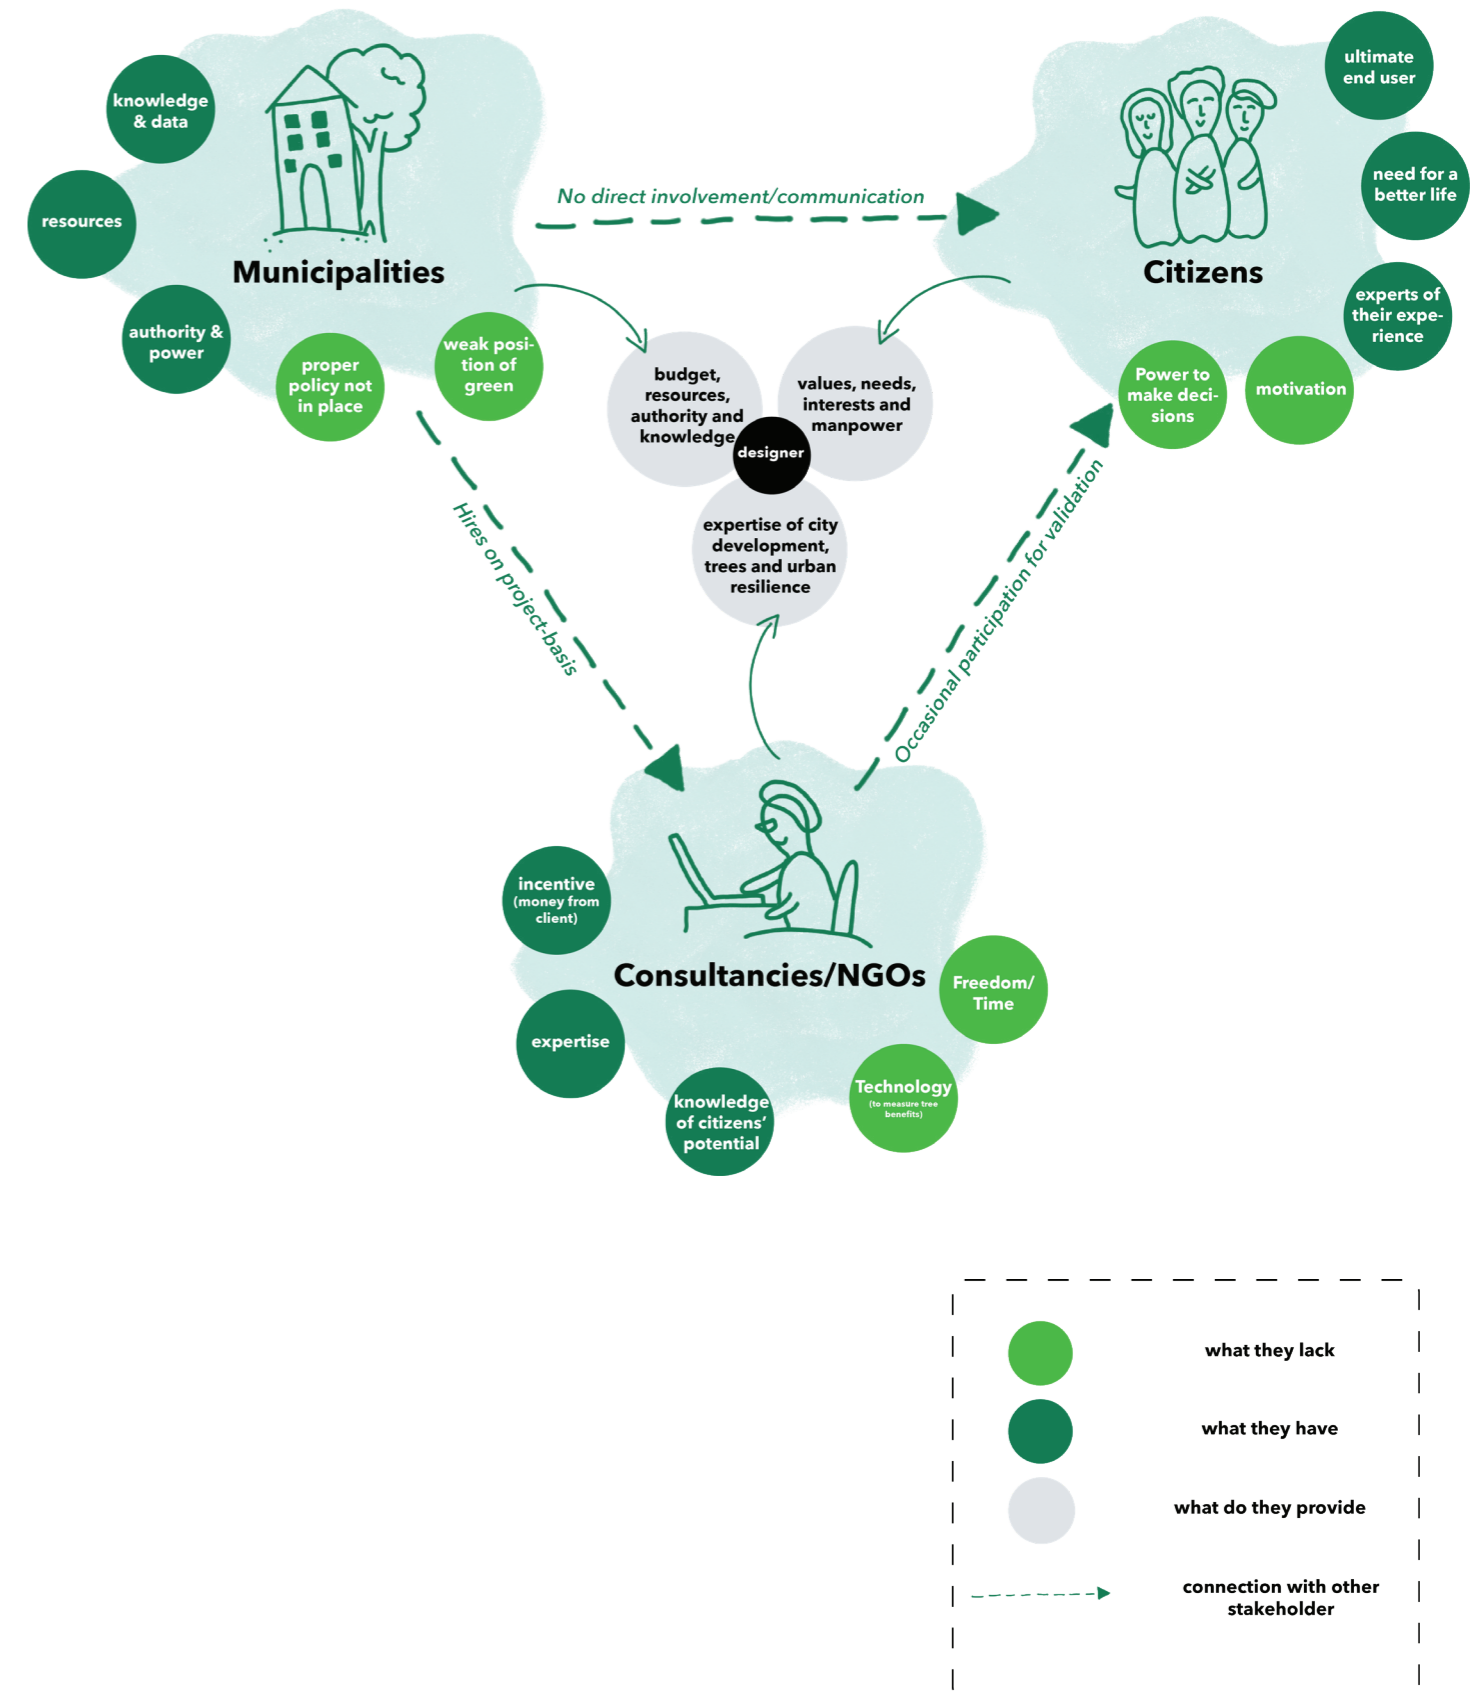 knowledge
& data
resources
authority &
power
Municipalities
proper
policy not
in place
weak posi-
tion of
green
No direct involvement/communication
Citizens
ultimate
end user
need for a
better life
experts of
their expe-
rience
Power to
make deci-
sions
motivation
budget,
resources,
authority and
knowledge
values, needs,
interests and
manpower
designer
expertise of city
development,
trees and urban
resilience
Hires on project-basis
Occasional participation for validation
Consultancies/NGOs
incentive
(money from
client)
expertise
knowledge
of citizens’
potential
Technology
(to measure tree
benefits)
Freedom/
Time
what they lack
what they have
what do they provide
connection with other
stakeholder